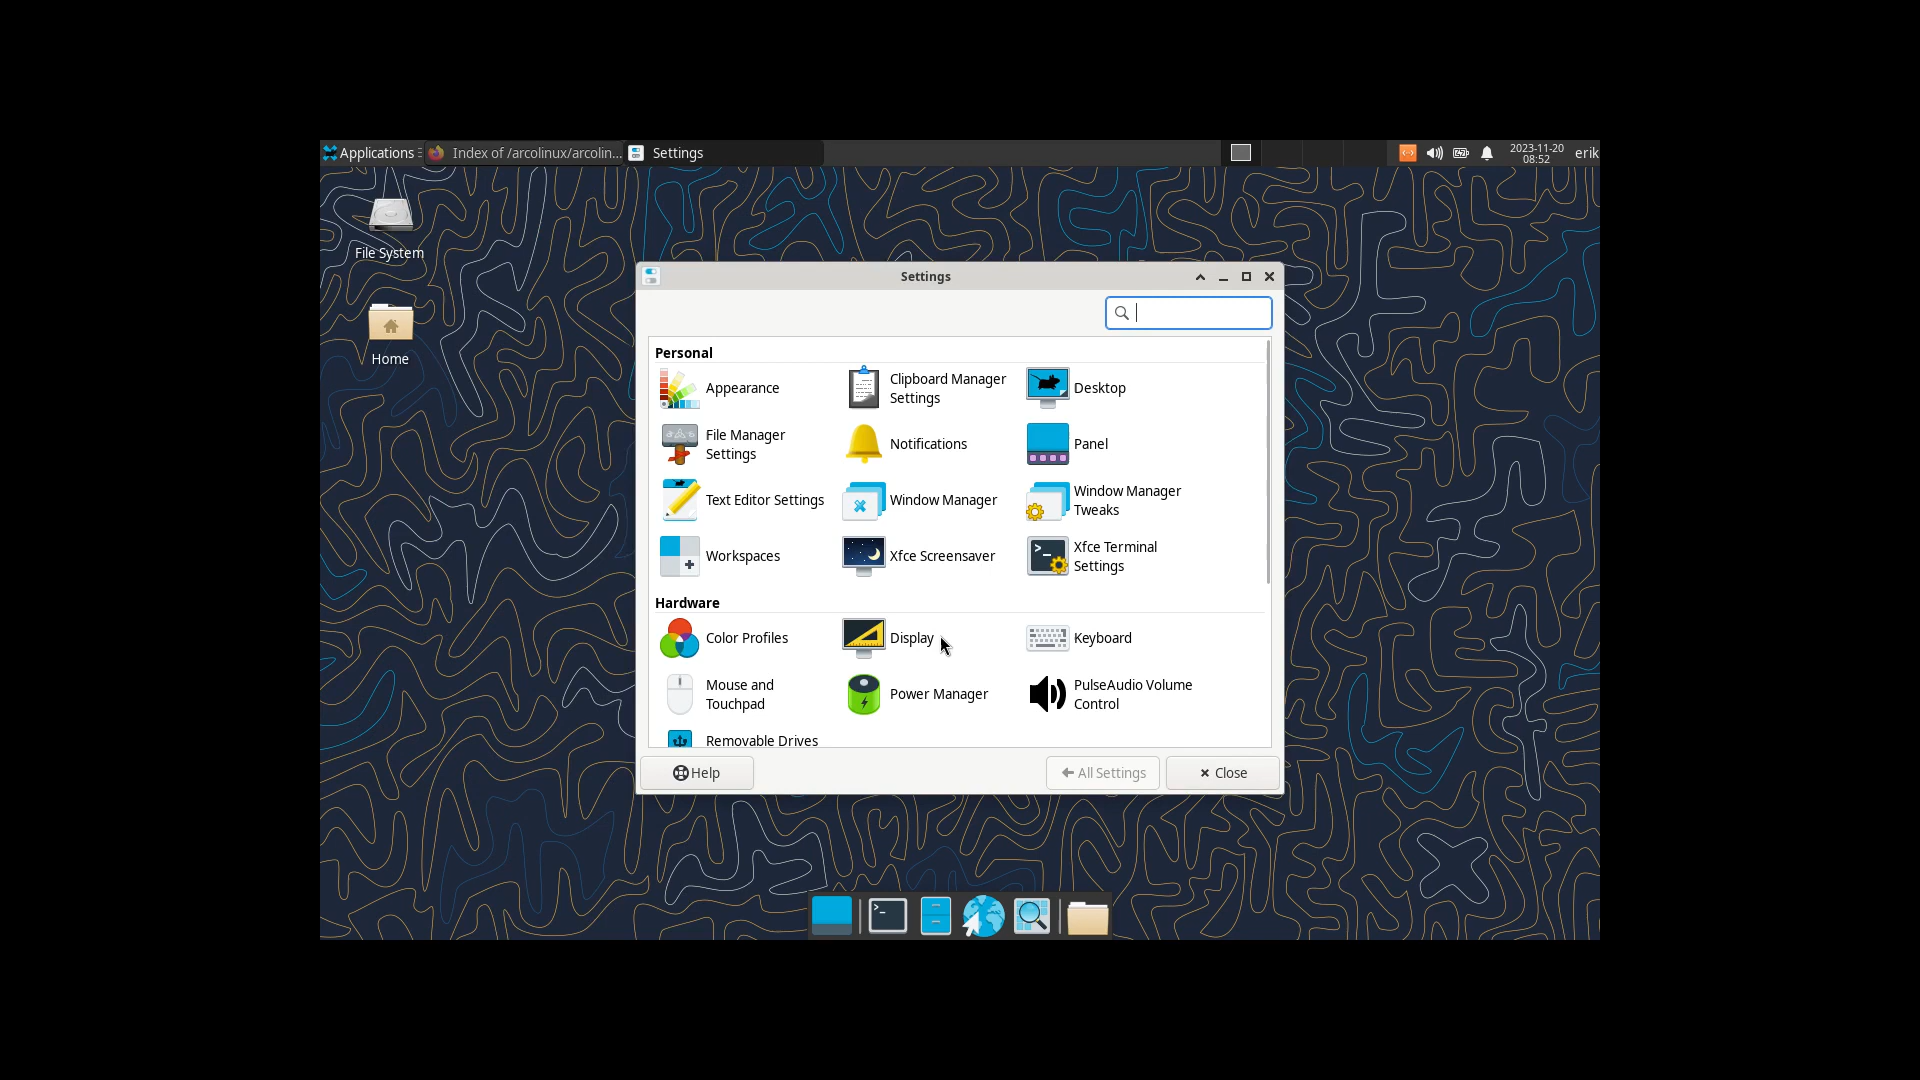 Applications
Index of /arcolinux/arcolin...
Settings
2023-11-20
08:52
erik
File System
Home
Settings
Personal
Appearance
Clipboard Manager
Settings
Desktop
File Manager
Settings
Notifications
Panel
Text Editor Settings
Window Manager
Window Manager
Tweaks
Workspaces
Xfce Screensaver
Xfce Terminal
Settings
Hardware
Color Profiles
Display
Keyboard
Mouse and
Touchpad
Power Manager
PulseAudio Volume
Control
Removable Drives
Help
All Settings
Close